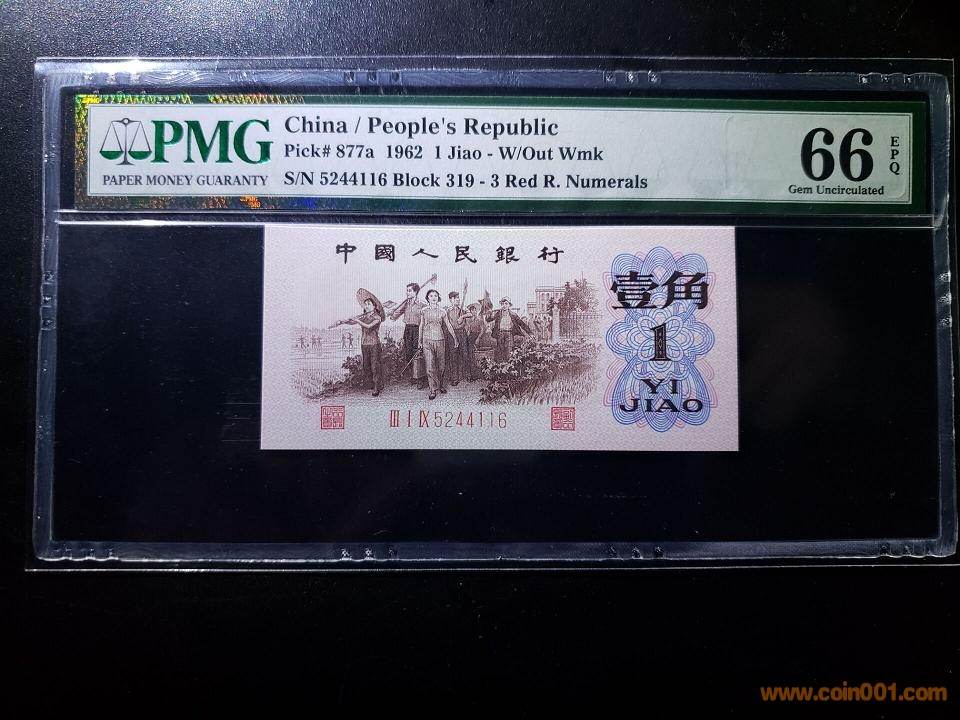 PMG
PAPER MONEY GUARANTY
China / People's Republic
Pick# 877a 1962 1 Jiao - W/Out Wmk
S/N 5244116 Block 319 - 3 Red R. Numerals
66
EPQ
Gem Uncirculated
中國人民銀行
壹角
1
YI
JIAO
III I IX 5244116
www.coin001.com